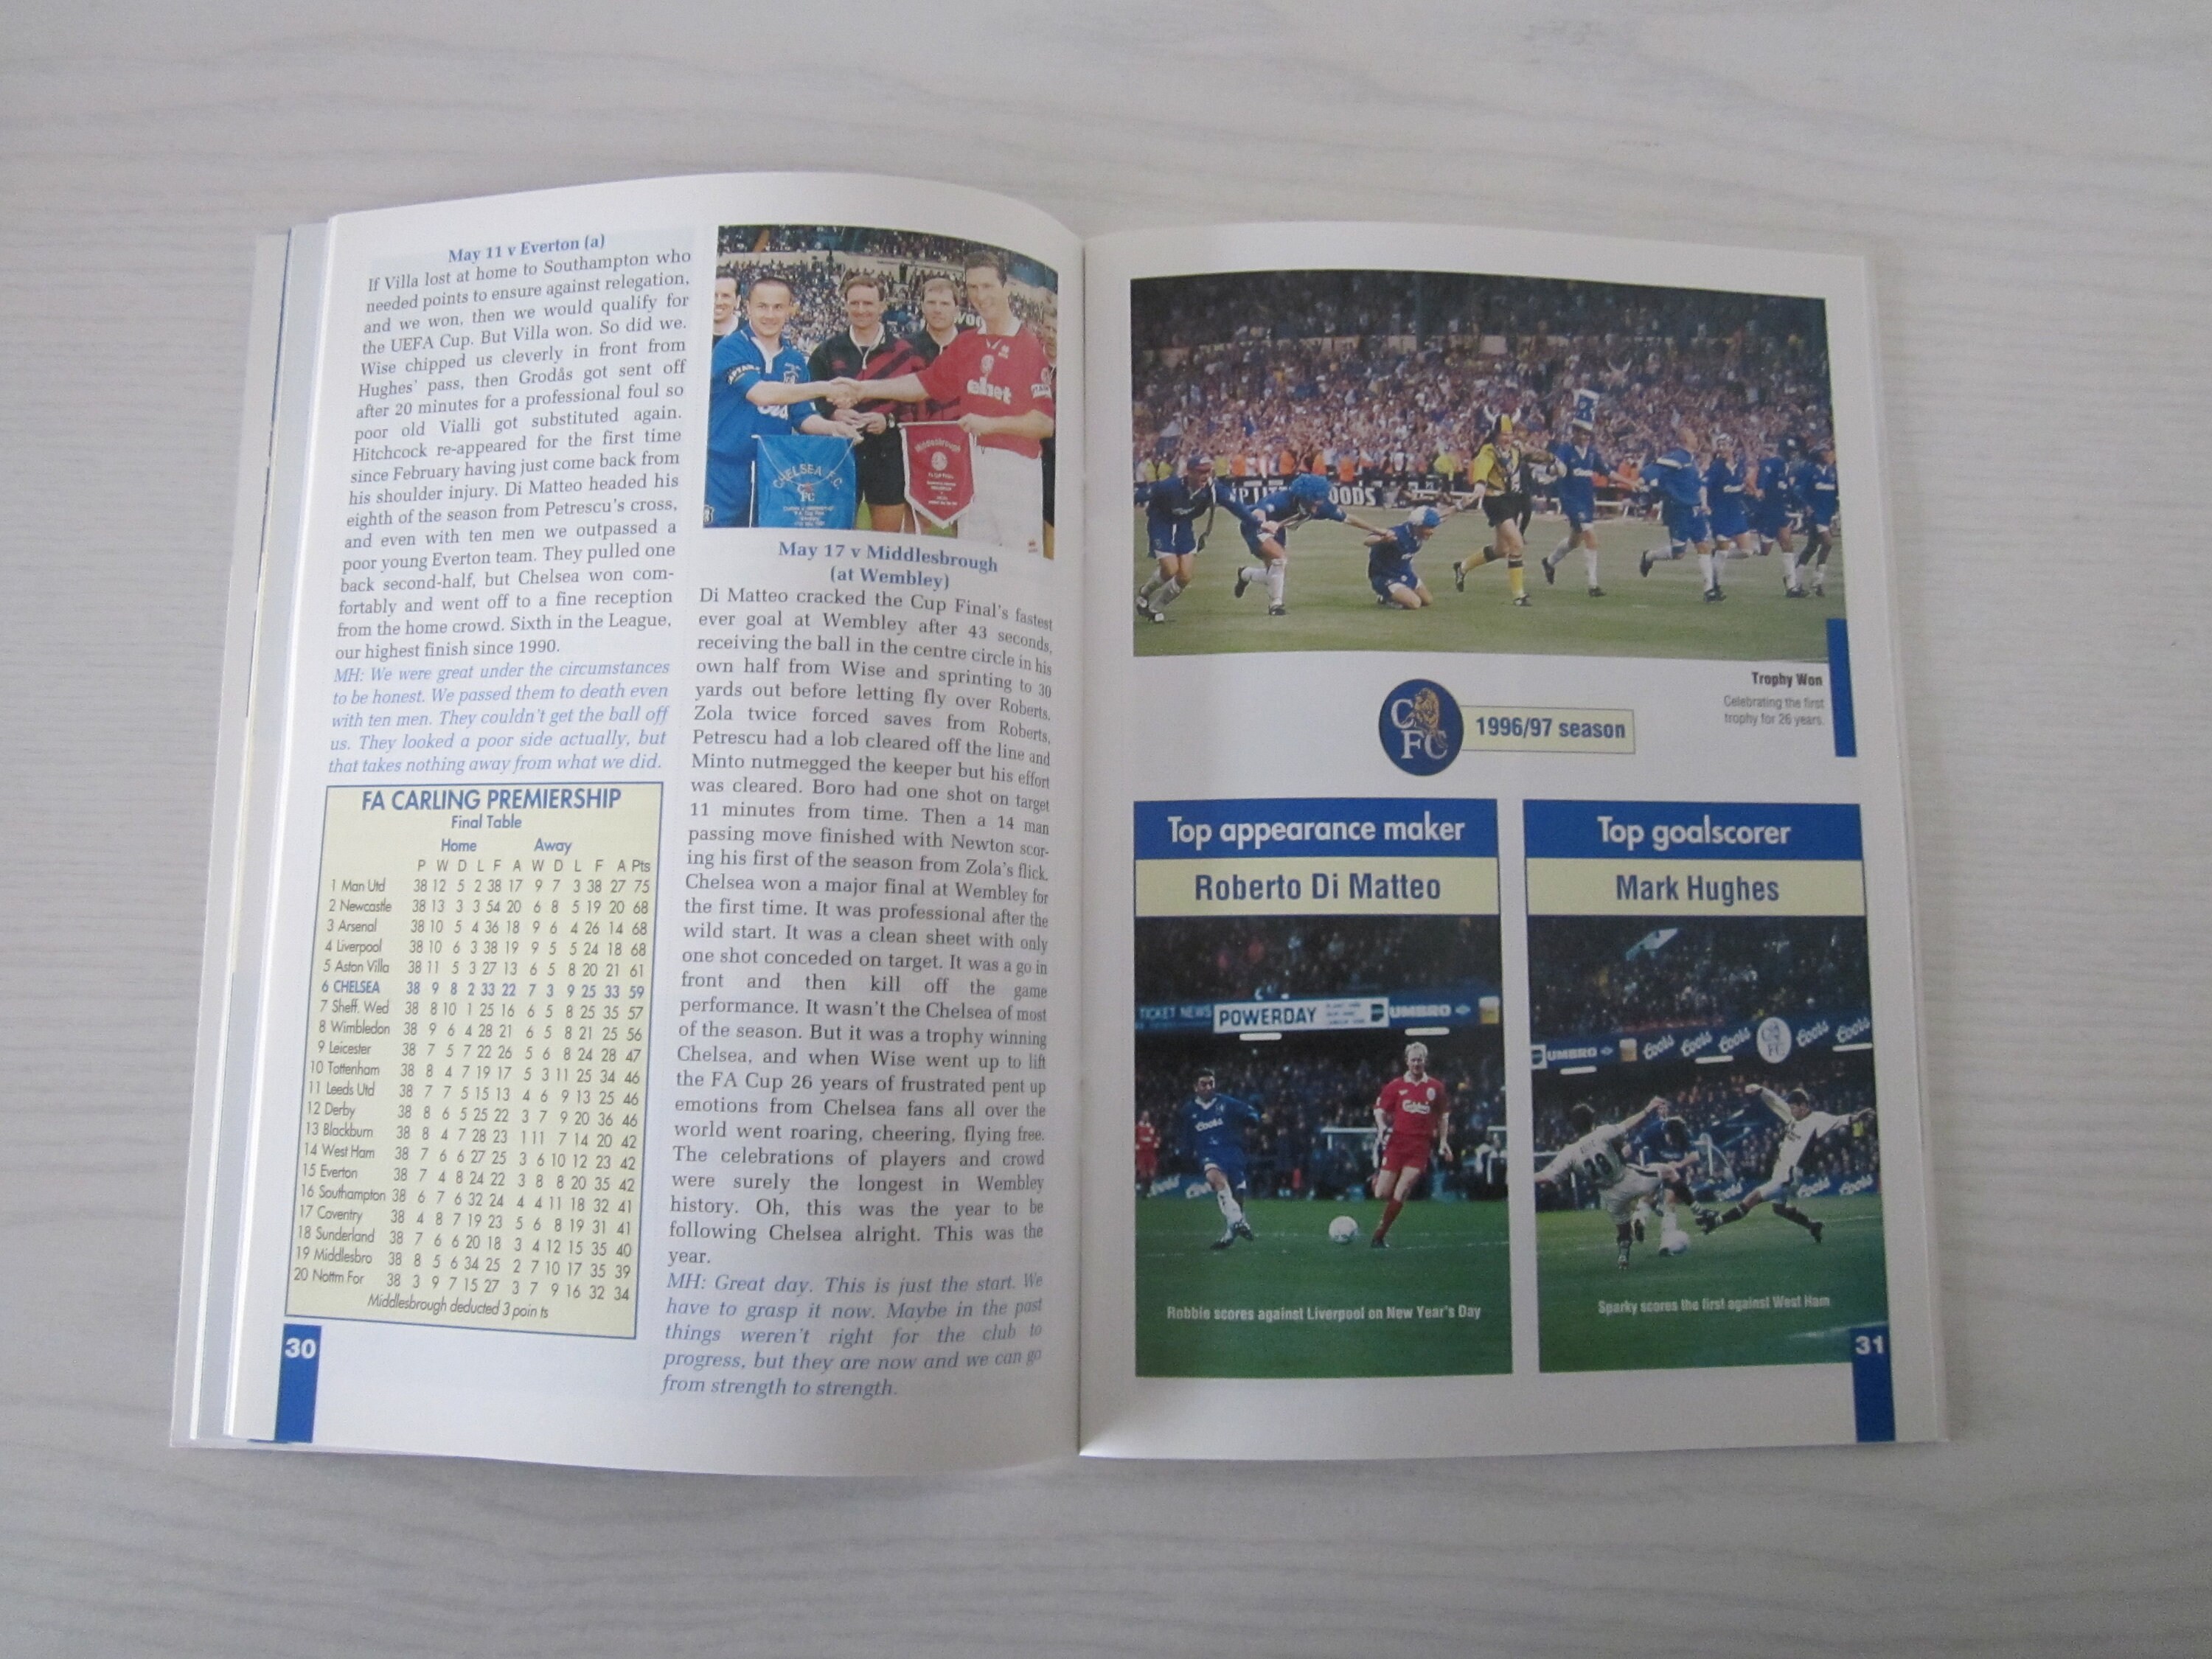 May 11 v Everton (a)
If Villa lost at home to Southampton who
needed points to ensure against relegation,
and we won, then we would qualify for
the UEFA Cup. But Villa won. So did we.
Wise chipped us cleverly in front from
Hughes' pass, then Grodås got sent off
after 20 minutes for a professional foul so
poor old Vialli got substituted again.
Hitchcock re-appeared for the first time
since February having just come back from
his shoulder injury. Di Matteo headed his
eighth of the season from Petrescu's cross,
and even with ten men we outpassed a
poor young Everton team. They pulled one
back second-half, but Chelsea won com-
fortably and went off to a fine reception
from the home crowd. Sixth in the League,
our highest finish since 1990.
MH: We were great under the circumstances
to be honest. We passed them to death even
with ten men. They couldn't get the ball off
us. They looked a poor side actually, but
that takes nothing away from what we did.
FA CARLING PREMIERSHIP
Final Table
Home Away
P W D L F A W D L F A Pts
1 Man Utd 38 12 5 2 38 17 9 7 3 38 27 75
2 Newcastle 38 13 3 3 54 20 6 8 5 19 20 68
3 Arsenal 38 10 5 4 36 18 9 6 4 26 14 68
4 Liverpool 38 10 6 3 38 19 9 5 5 24 18 68
5 Aston Villa 38 11 5 3 27 13 6 5 8 20 21 61
6 CHELSEA 38 9 8 2 33 22 7 3 9 25 33 59
7 Sheff. Wed 38 8 10 1 25 16 6 5 8 25 35 57
8 Wimbledon 38 9 6 4 28 21 6 5 8 21 25 56
9 Leicester 38 7 5 7 22 26 5 6 8 24 28 47
10 Tottenham 38 8 4 7 19 17 5 3 11 25 34 46
11 Leeds Utd 38 7 7 5 15 13 4 6 9 13 25 46
12 Derby 38 8 6 5 25 22 3 7 9 20 36 46
13 Blackburn 38 8 4 7 28 23 1 11 7 14 20 42
14 West Ham 38 7 6 6 27 25 3 6 10 12 23 42
15 Everton 38 7 4 8 24 22 3 8 8 20 35 42
16 Southampton 38 6 7 6 32 24 4 4 11 18 32 41
17 Coventry 38 4 8 7 19 23 5 6 8 19 31 41
18 Sunderland 38 7 6 6 20 18 3 4 12 15 35 40
19 Middlesbro 38 8 5 6 34 25 2 7 10 17 35 39
20 Nottm For 38 3 9 7 15 27 3 7 9 16 32 34
Middlesbrough deducted 3 poin ts
30
CHELSEA F.C.
Middlesbrough
May 17 v Middlesbrough
(at Wembley)
Di Matteo cracked the Cup Final's fastest
ever goal at Wembley after 43 seconds,
receiving the ball in the centre circle in his
own half from Wise and sprinting to 30
yards out before letting fly over Roberts.
Zola twice forced saves from Roberts,
Petrescu had a lob cleared off the line and
Minto nutmegged the keeper but his effort
was cleared. Boro had one shot on target
11 minutes from time. Then a 14 man
passing move finished with Newton scor-
ing his first of the season from Zola's flick.
Chelsea won a major final at Wembley for
the first time. It was professional after the
wild start. It was a clean sheet with only
one shot conceded on target. It was a go in
front and then kill off the game
performance. It wasn't the Chelsea of most
of the season. But it was a trophy winning
Chelsea, and when Wise went up to lift
the FA Cup 26 years of frustrated pent up
emotions from Chelsea fans all over the
world went roaring, cheering, flying free.
The celebrations of players and crowd
were surely the longest in Wembley
history. Oh, this was the year to be
following Chelsea alright. This was the
year.
MH: Great day. This is just the start. We
have to grasp it now. Maybe in the past
things weren't right for the club to
progress, but they are now and we can go
from strength to strength.
Trophy Won
Celebrating the first
trophy for 26 years.
CFC
1996/97 season
Top appearance maker
Roberto Di Matteo
TICKET NEWS POWERDAY UMBRO
Coors
Carlsberg
Robbie scores against Liverpool on New Year's Day
Top goalscorer
Mark Hughes
UMBRO Coors Coors CFC Coors Coors
28
Coors
Sparky scores the first against West Ham
31